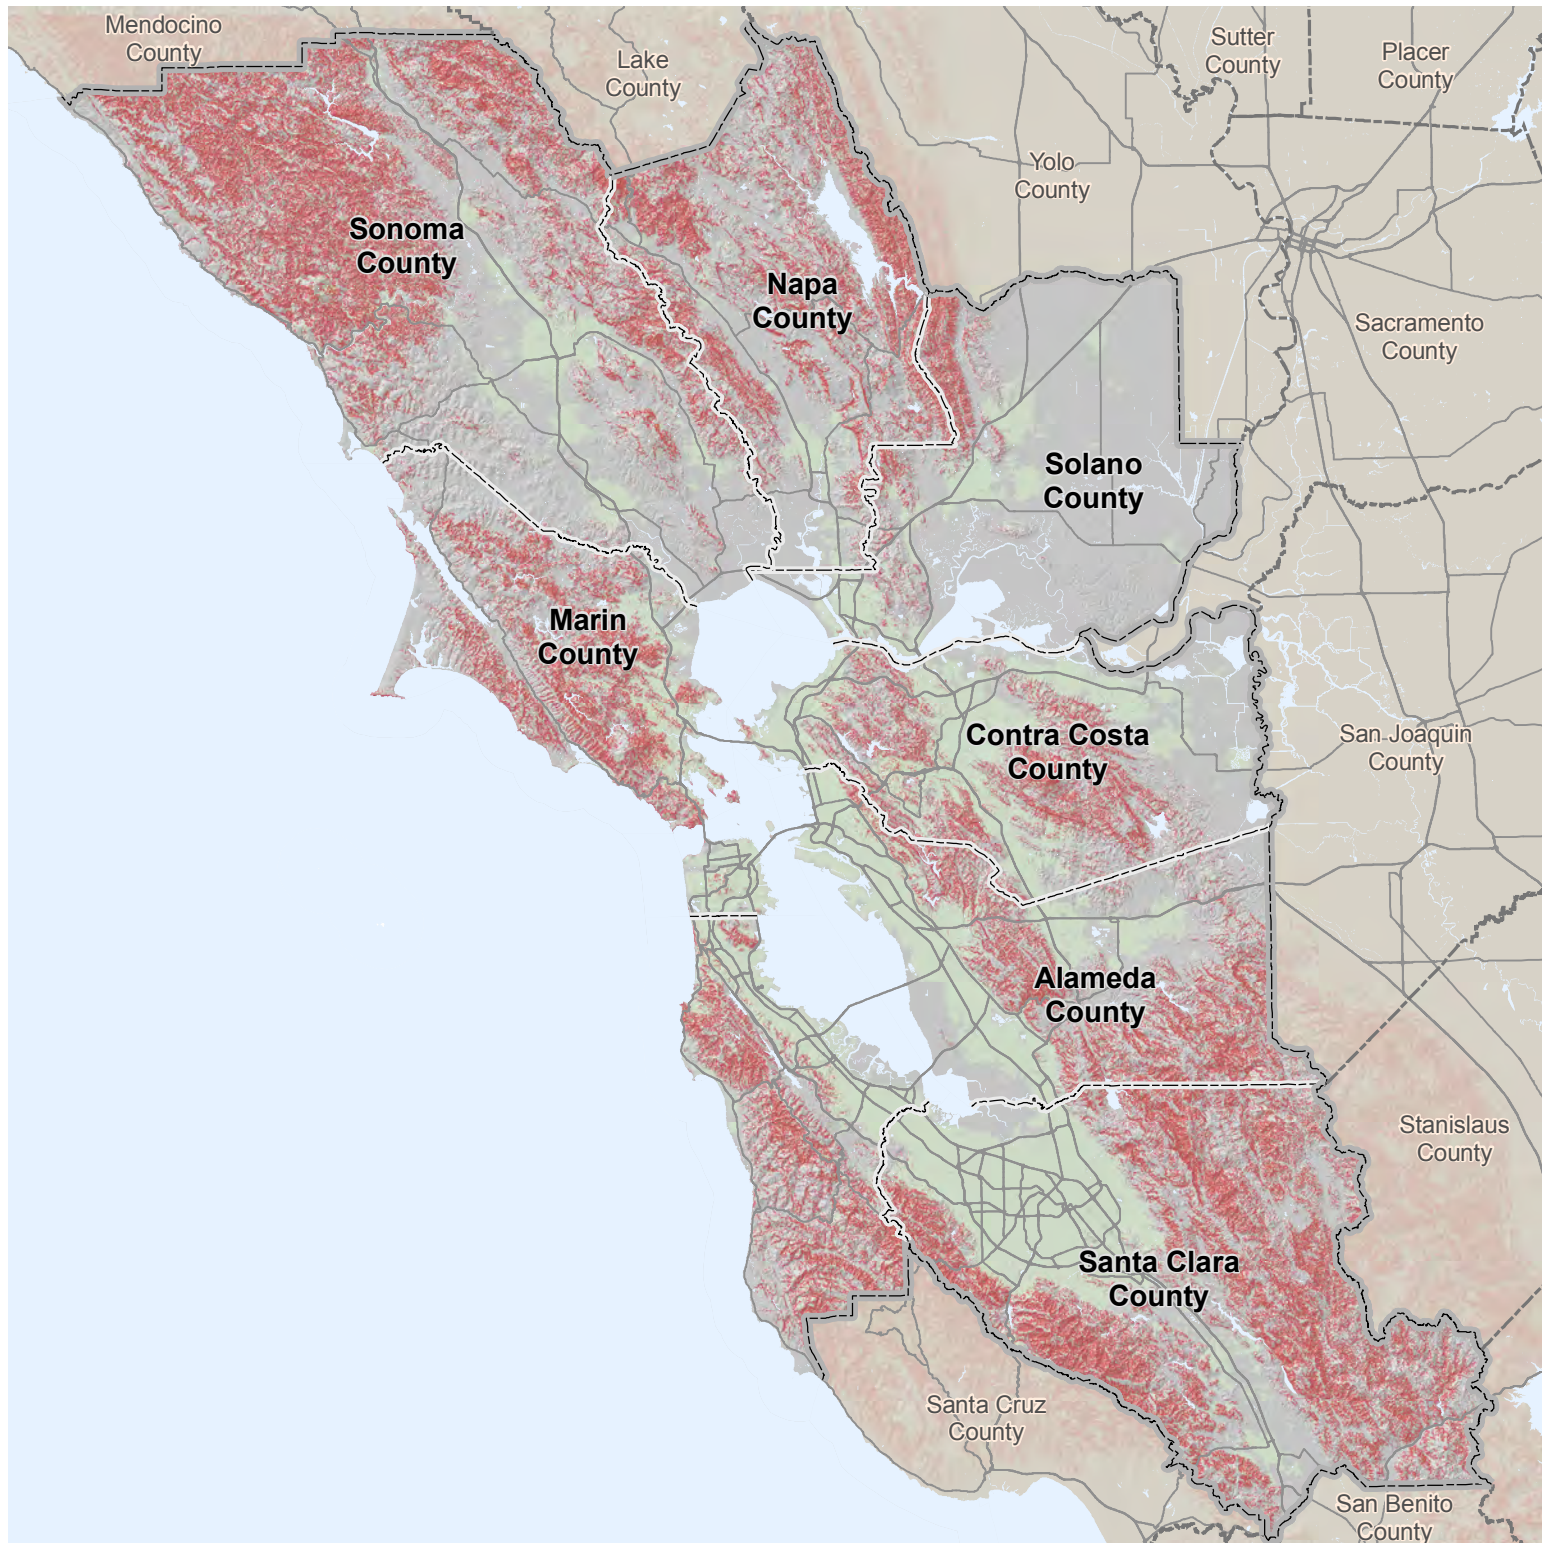 Mendocino
County
Lake
County
Sutter
County
Placer
County
Yolo
County
Sonoma
County
Napa
County
Sacramento
County
Solano
County
Marin
County
Contra Costa
County
San Joaquin
County
Alameda
County
Stanislaus
County
Santa Clara
County
Santa Cruz
County
San Benito
County